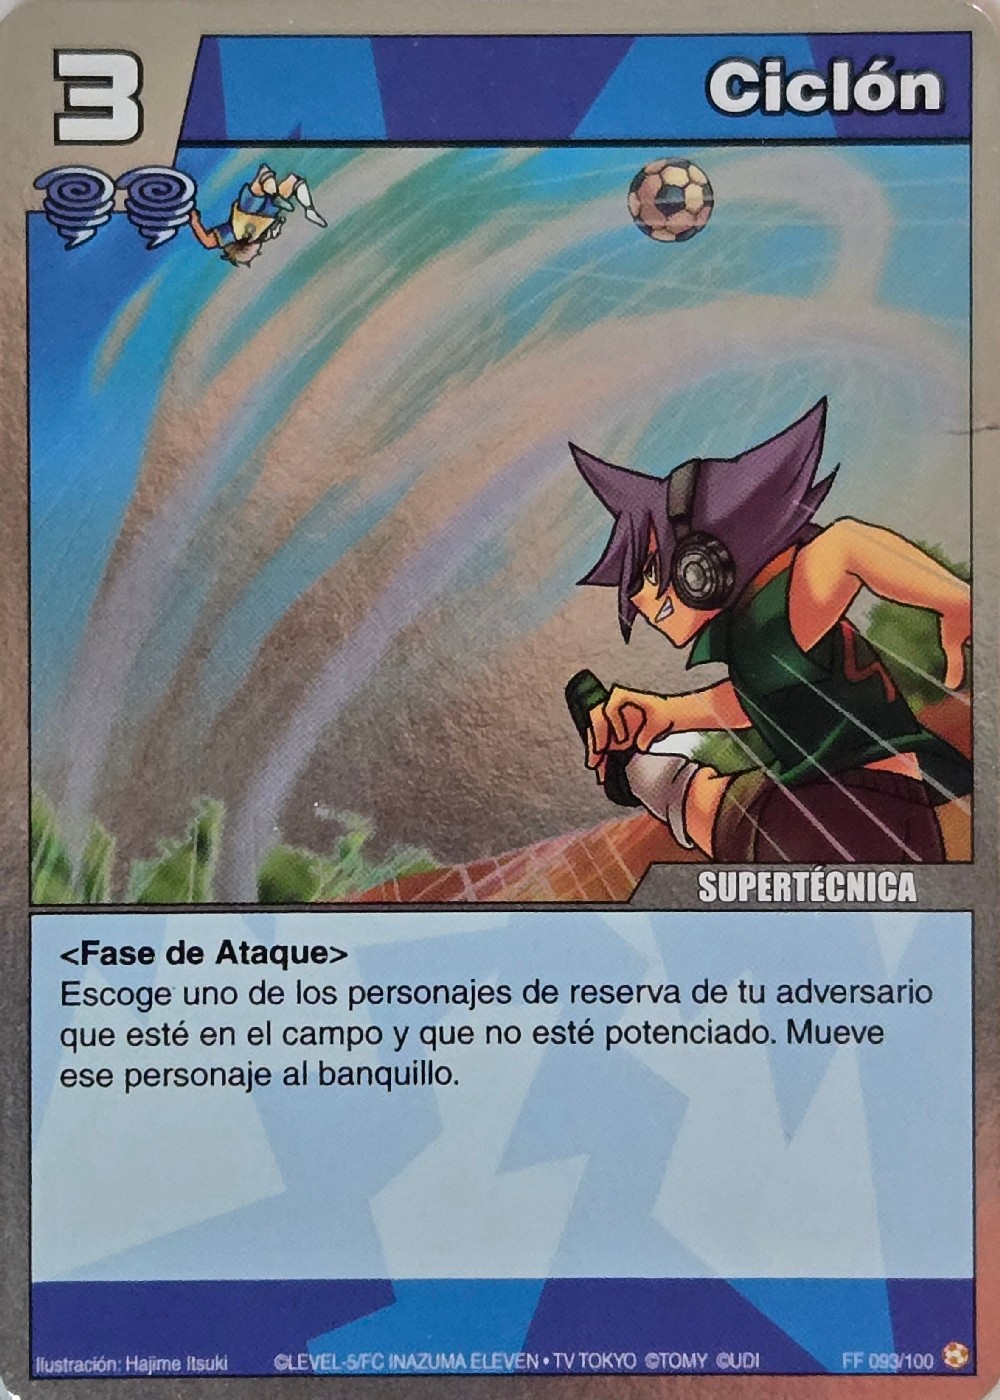 3
Ciclón
SUPERTÉCNICA
<Fase de Ataque>
Escoge uno de los personajes de reserva de tu adversario
que esté en el campo y que no esté potenciado. Mueve
ese personaje al banquillo.
Ilustración: Hajime Itsuki ©LEVEL-5/FC INAZUMA ELEVEN • TV TOKYO ©TOMY ©UDI FF 093/100